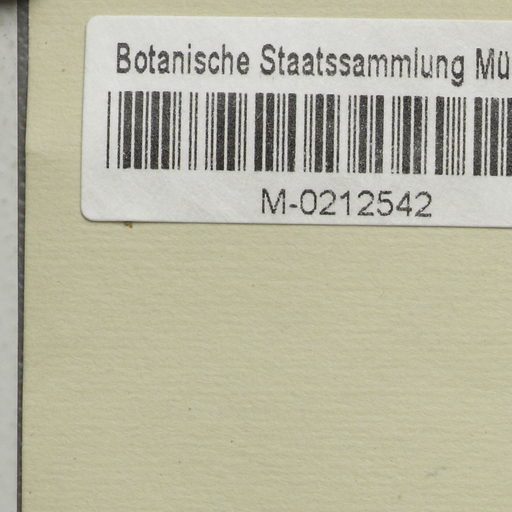 Botanische Staatssammlung Mü
M-0212542